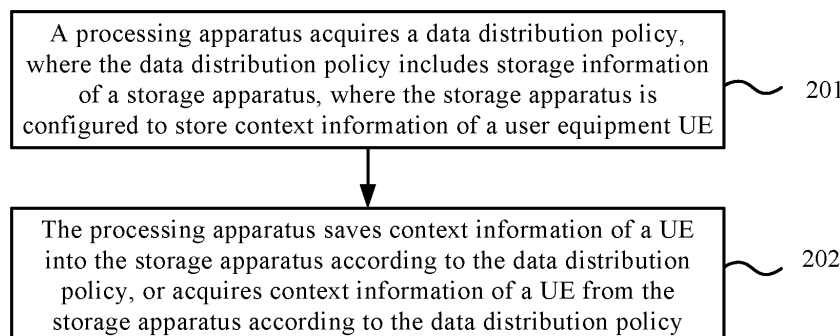 A processing apparatus acquires a data distribution policy,
where the data distribution policy includes storage information
of a storage apparatus, where the storage apparatus is
configured to store context information of a user equipment UE
201
The processing apparatus saves context information of a UE
into the storage apparatus according to the data distribution
policy, or acquires context information of a UE from the
storage apparatus according to the data distribution policy
202